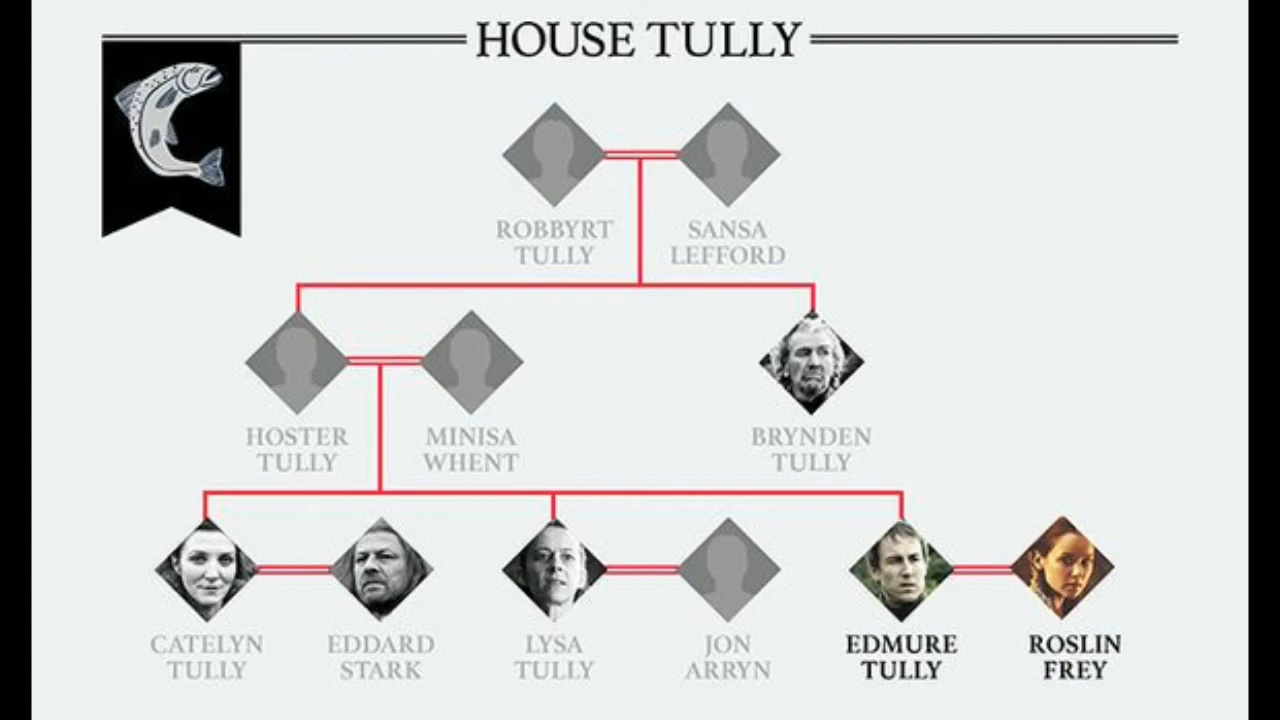 HOUSE TULLY
ROBBYRT
TULLY
SANSA
LEFFORD
HOSTER
TULLY
MINISA
WHENT
BRYNDEN
TULLY
CATELYN
TULLY
EDDARD
STARK
LYSA
TULLY
JON
ARRYN
EDMURE
TULLY
ROSLIN
FREY